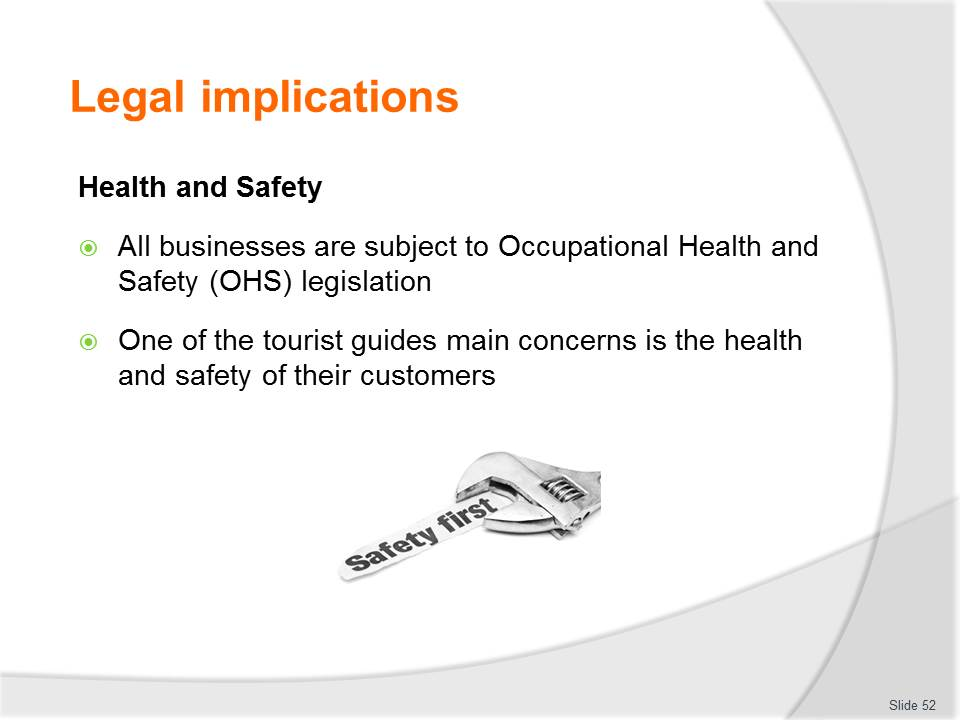 Legal implications
Health and Safety
All businesses are subject to Occupational Health and
Safety (OHS) legislation
One of the tourist guides main concerns is the health
and safety of their customers
Safety first
Slide 52